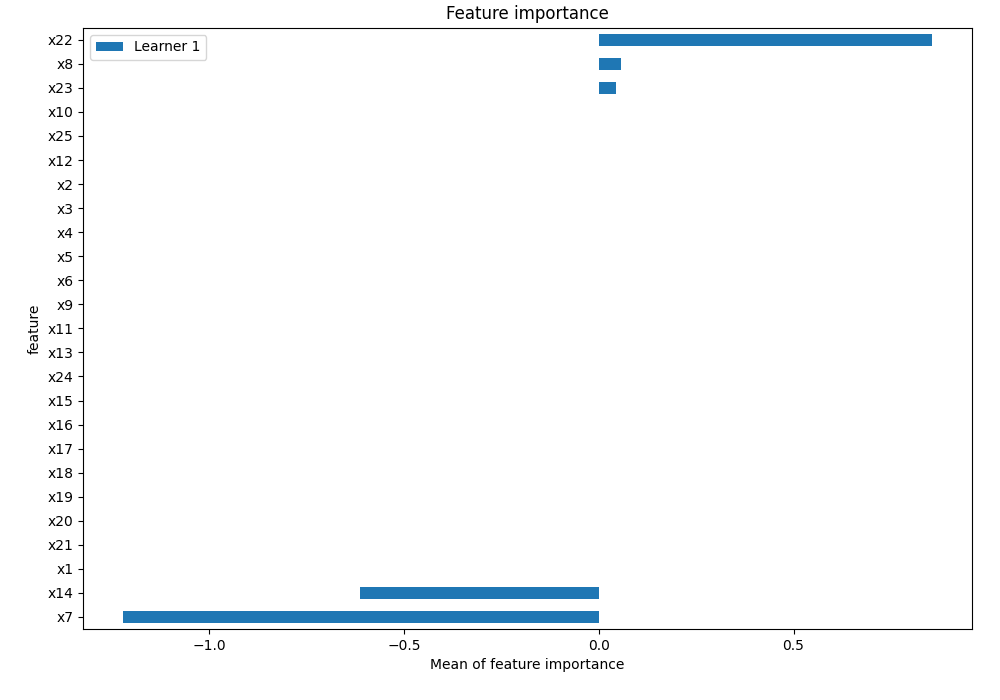 Feature importance
Learner 1
x22
x8
x23
x10
x25
x12
x2
x3
x4
x5
x6
x9
x11
x13
x24
x15
x16
x17
x18
x19
x20
x21
x1
x14
x7
feature
−1.0 −0.5 0.0 0.5
Mean of feature importance